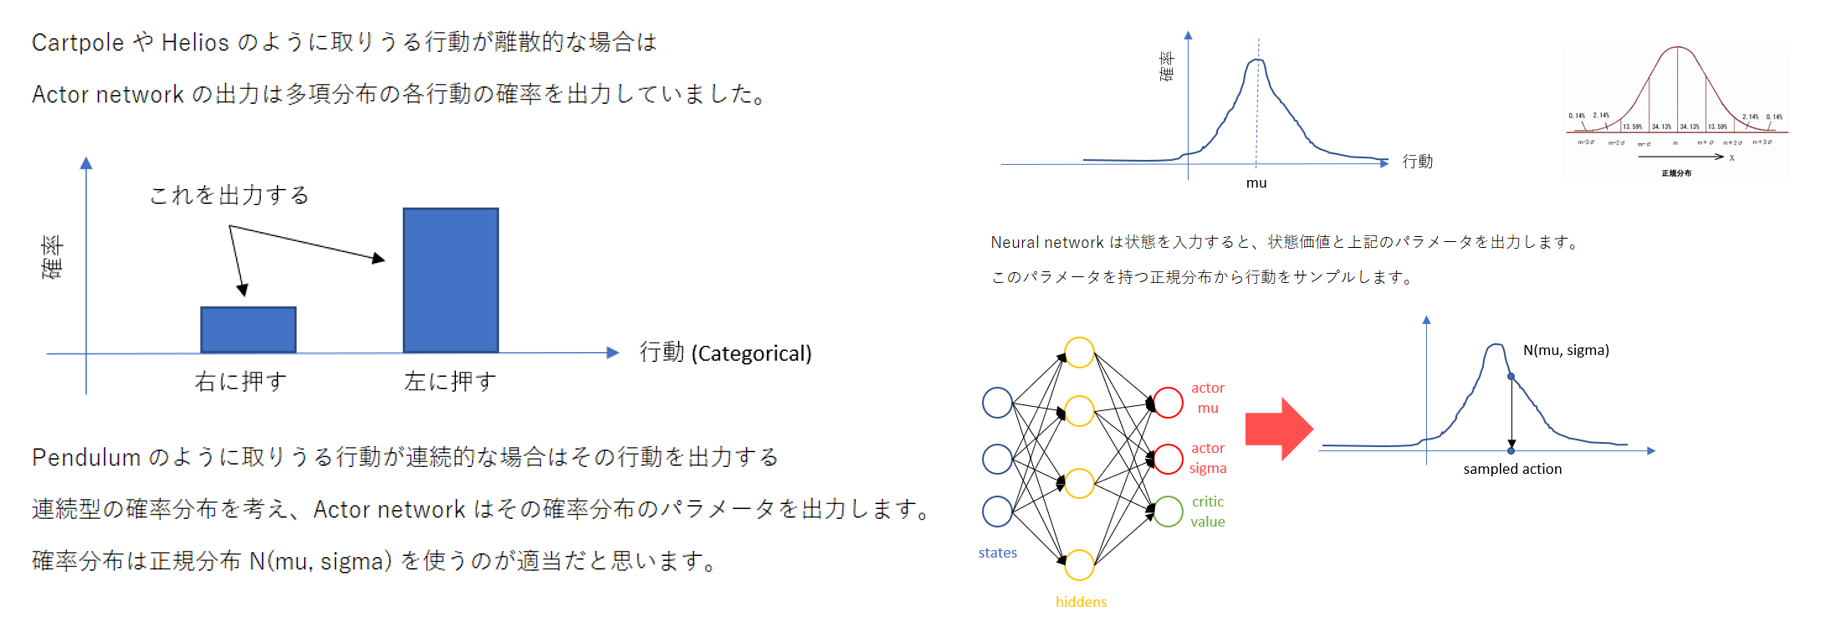 Cartpole や Helios のように取りうる行動が離散的な場合は
Actor network の出力は多項分布の各行動の確率を出力していました。
これを出力する
確率
行動 (Categorical)
右に押す
左に押す
Pendulum のように取りうる行動が連続的な場合はその行動を出力する
連続型の確率分布を考え、Actor network はその確率分布のパラメータを出力します。
確率分布は正規分布 N(mu, sigma) を使うのが適当だと思います。
確率
行動
mu
0.14%
2.14%
13.59%
34.13%
34.13%
13.59%
2.14%
0.14%
m-3σ
m-2σ
m-σ
m
m+σ
m+2σ
m+3σ
X
正規分布
Neural network は状態を入力すると、状態価値と上記のパラメータを出力します。
このパラメータを持つ正規分布から行動をサンプルします。
states
hiddens
actor
mu
actor
sigma
critic
value
N(mu, sigma)
sampled action